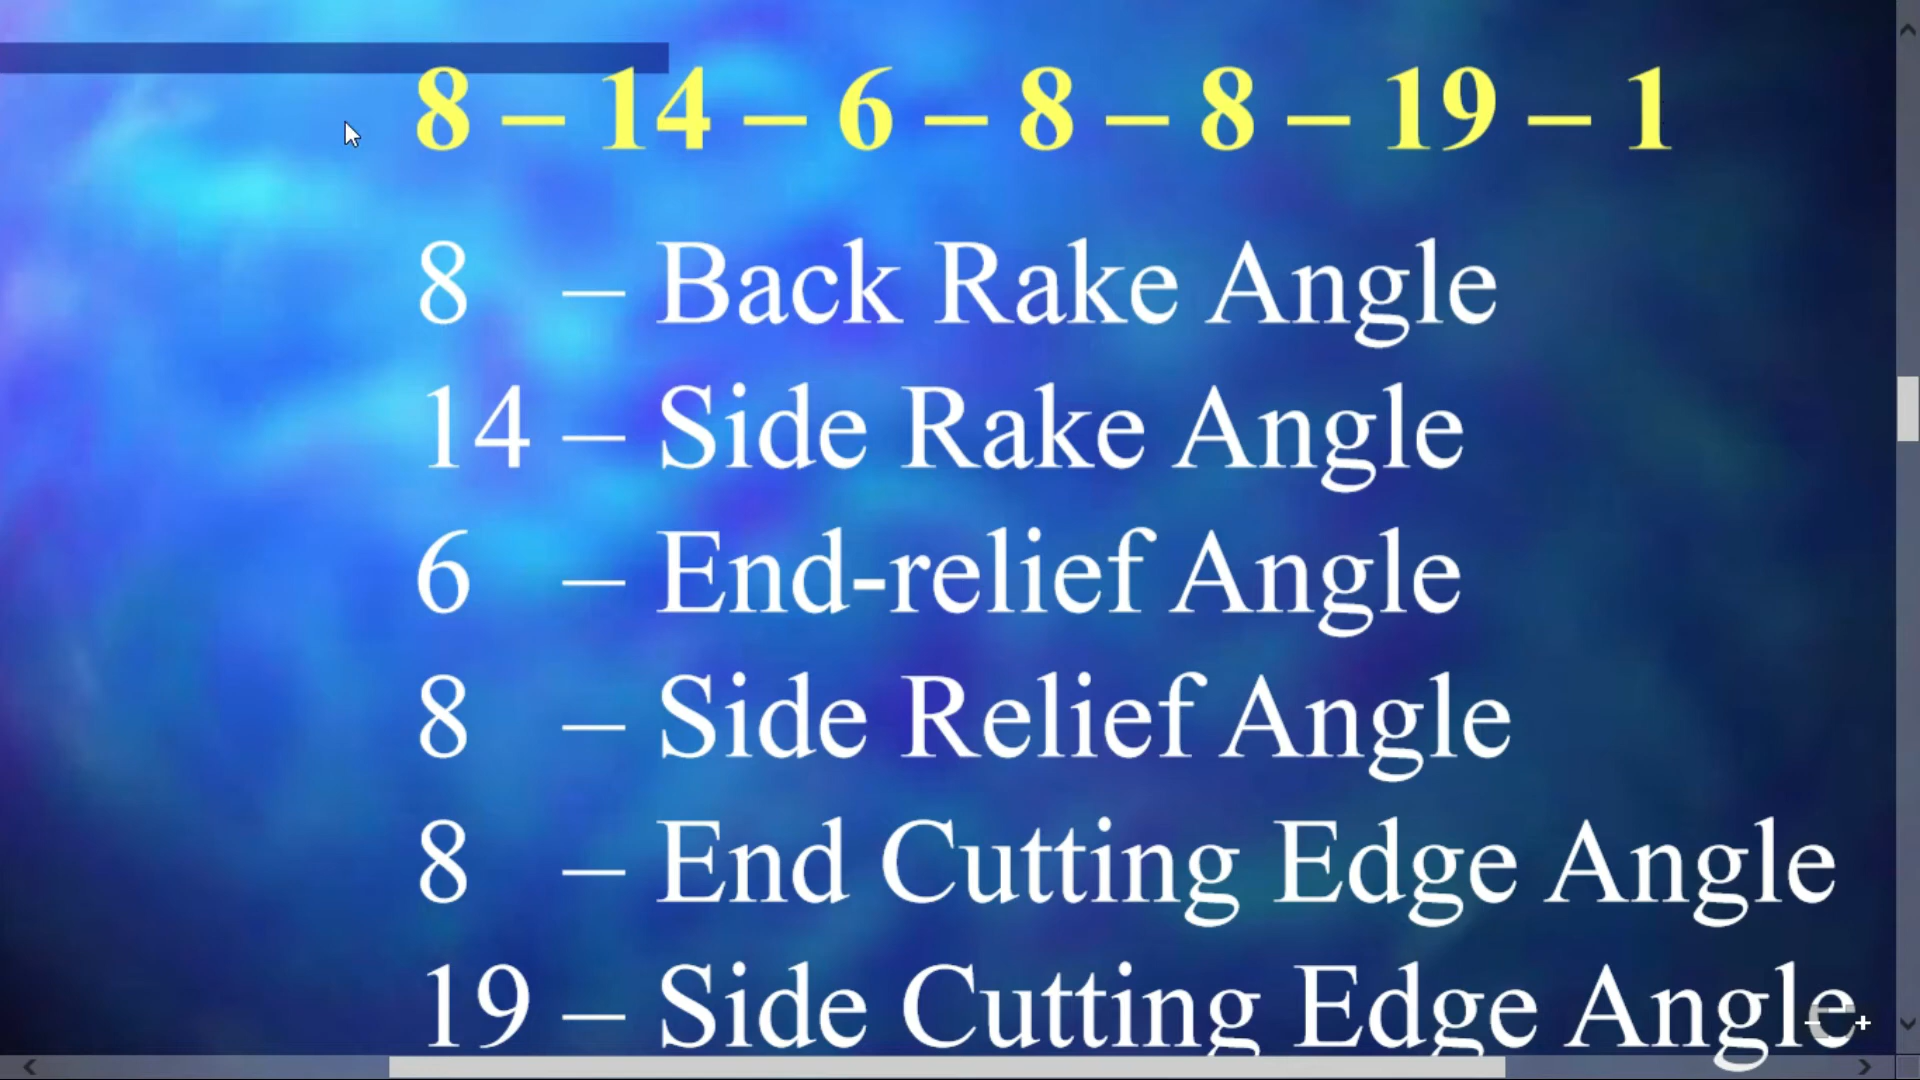 8 – 14 – 6 – 8 – 8 – 19 – 1
8 – Back Rake Angle
14 – Side Rake Angle
6 – End-relief Angle
8 – Side Relief Angle
8 – End Cutting Edge Angle
19 – Side Cutting Edge Angle